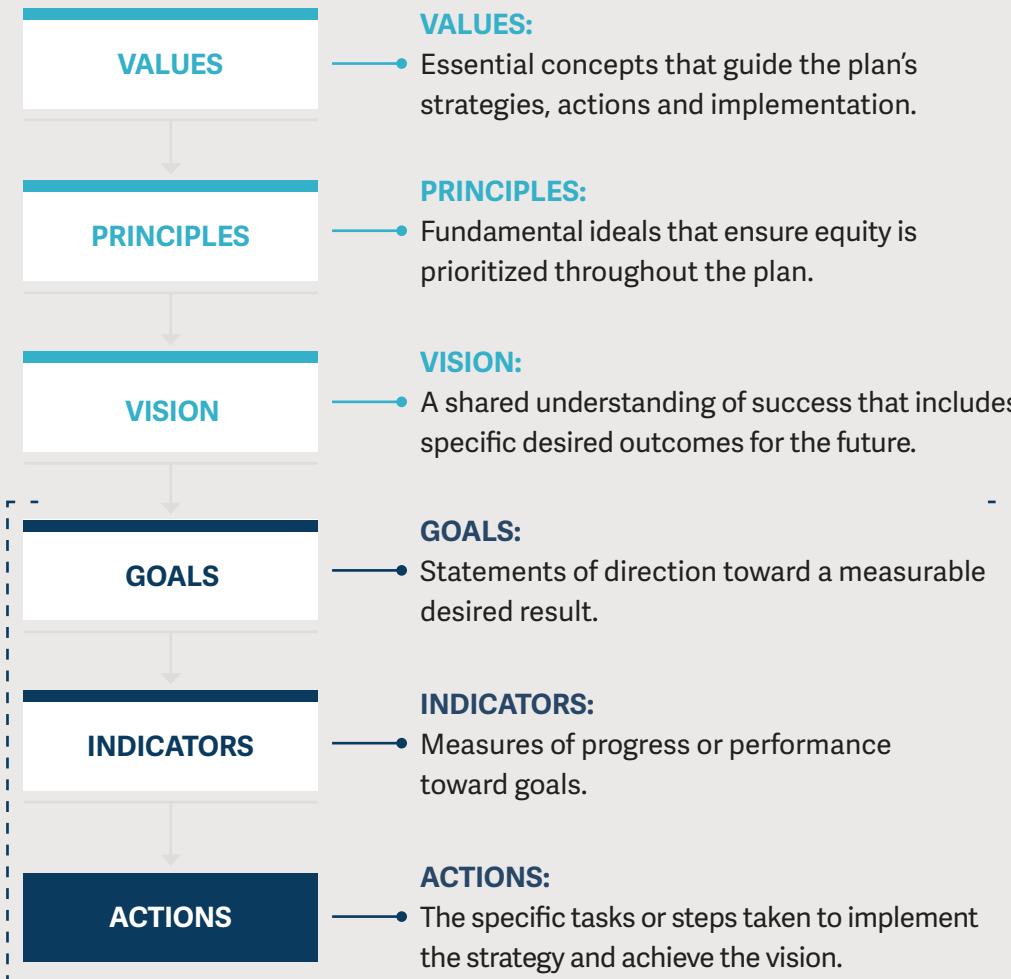 VALUES
VALUES:
Essential concepts that guide the plan's
strategies, actions and implementation.
PRINCIPLES
PRINCIPLES:
Fundamental ideals that ensure equity is
prioritized throughout the plan.
VISION
VISION:
A shared understanding of success that includes
specific desired outcomes for the future.
GOALS
GOALS:
Statements of direction toward a measurable
desired result.
INDICATORS
INDICATORS:
Measures of progress or performance
toward goals.
ACTIONS
ACTIONS:
The specific tasks or steps taken to implement
the strategy and achieve the vision.